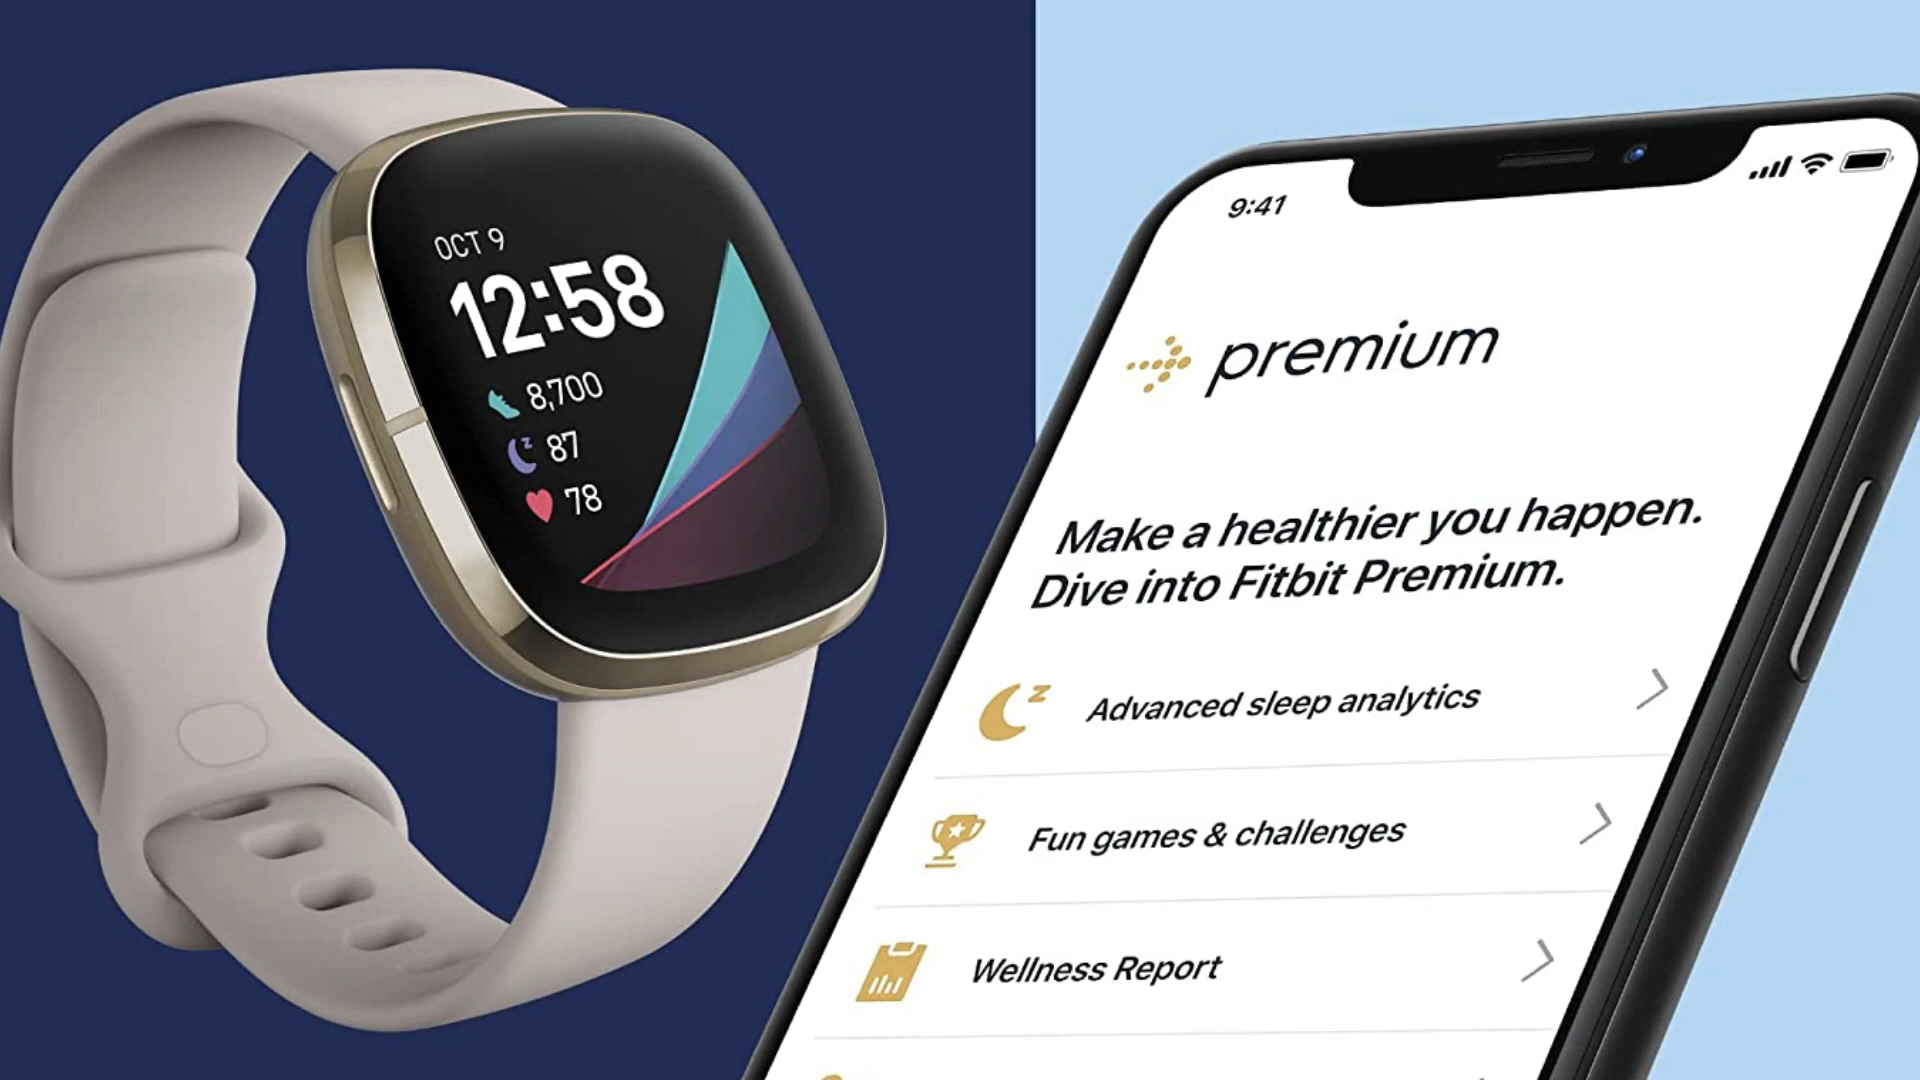 OCT 9
12:58
8,700
87
78
9:41
premium
Make a healthier you happen.
Dive into Fitbit Premium.
Advanced sleep analytics
Fun games & challenges
Wellness Report